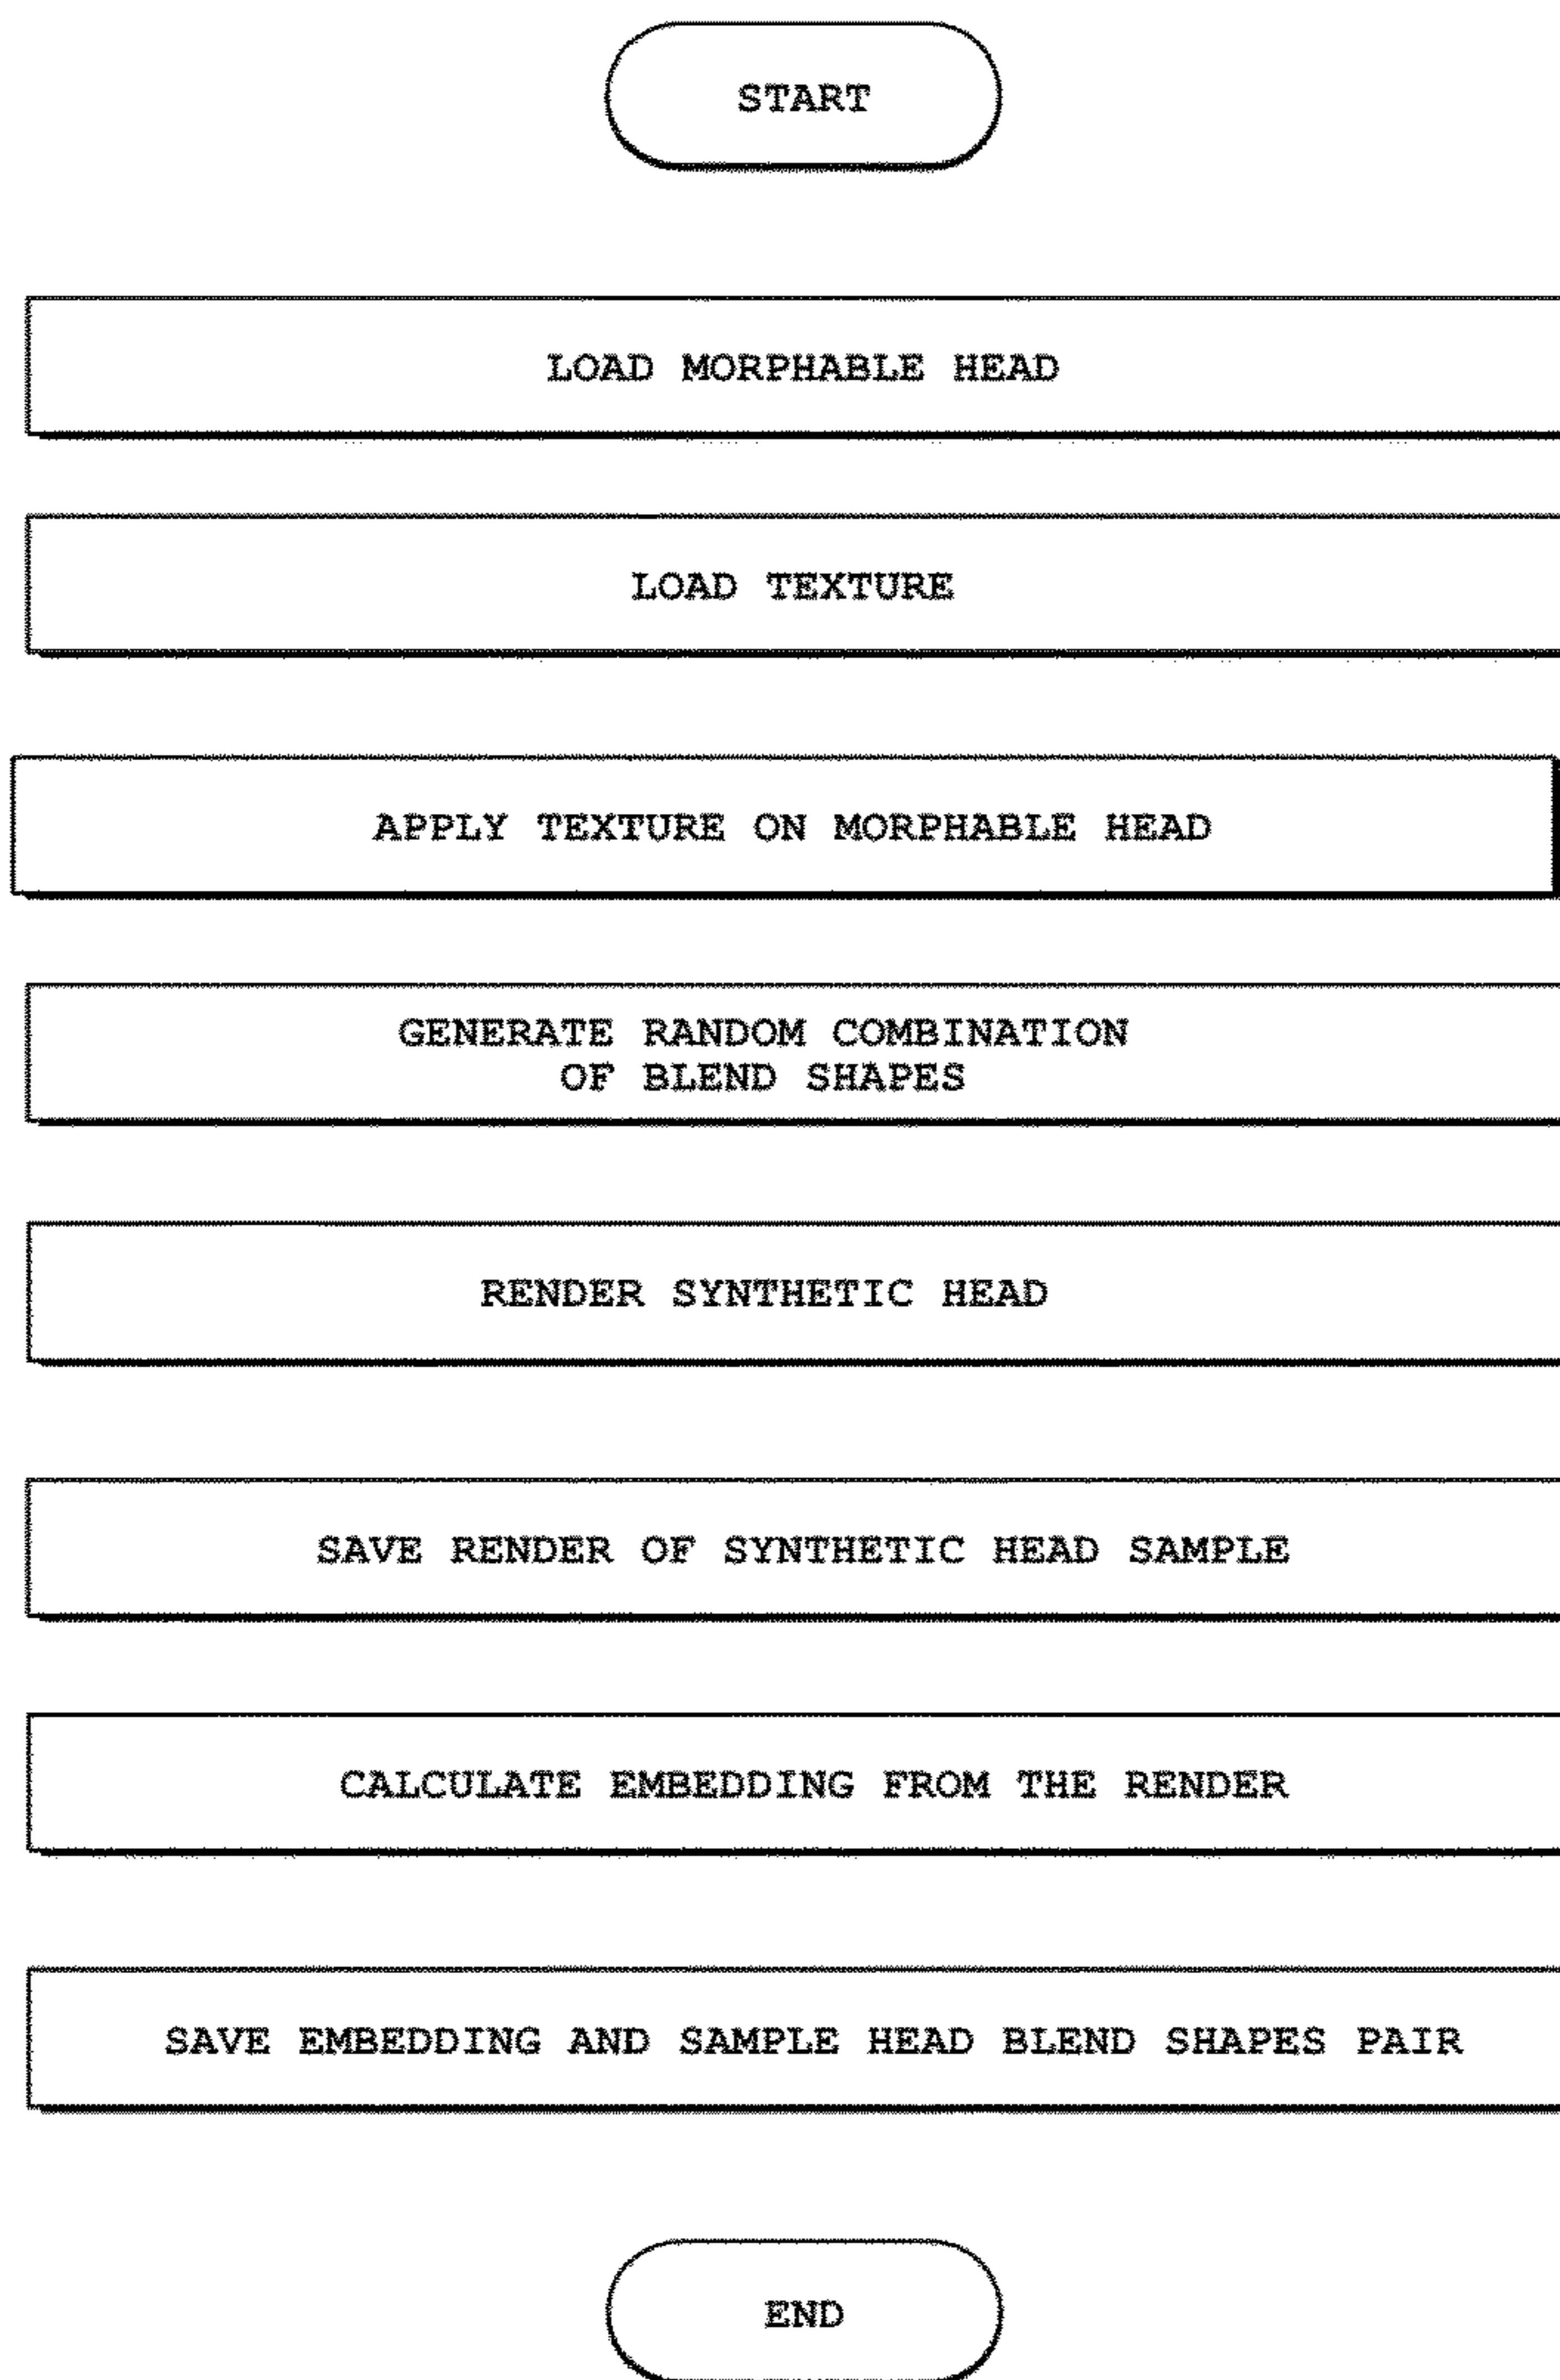 START
LOAD MORPHABLE HEAD
LOAD TEXTURE
APPLY TEXTURE ON MORPHABLE HEAD
GENERATE RANDOM COMBINATION
OF BLEND SHAPES
RENDER SYNTHETIC HEAD
SAVE RENDER OF SYNTHETIC HEAD SAMPLE
CALCULATE EMBEDDING FROM THE RENDER
SAVE EMBEDDING AND SAMPLE HEAD BLEND SHAPES PAIR
END